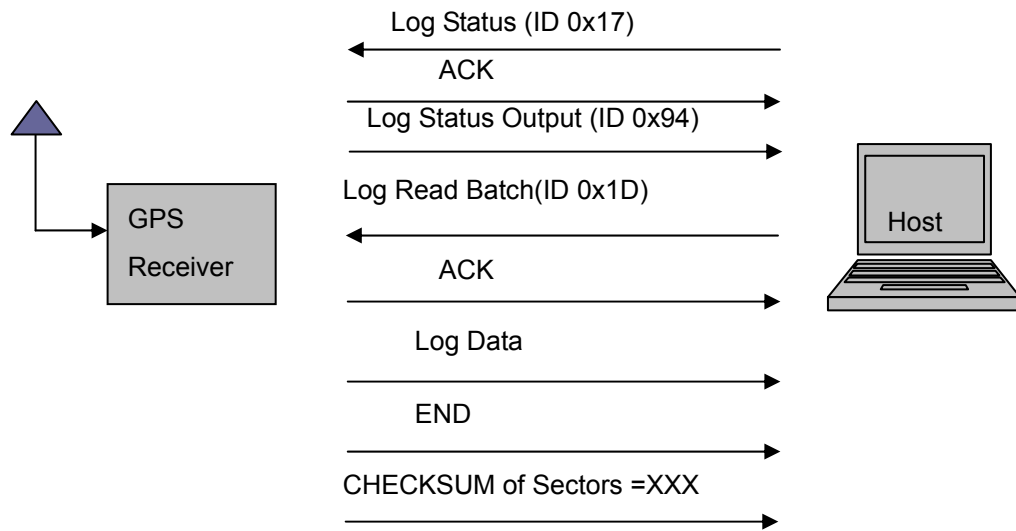 Log Status (ID 0x17)
ACK
Log Status Output (ID 0x94)
Log Read Batch(ID 0x1D)
GPS
Receiver
Host
ACK
Log Data
END
CHECKSUM of Sectors =XXX